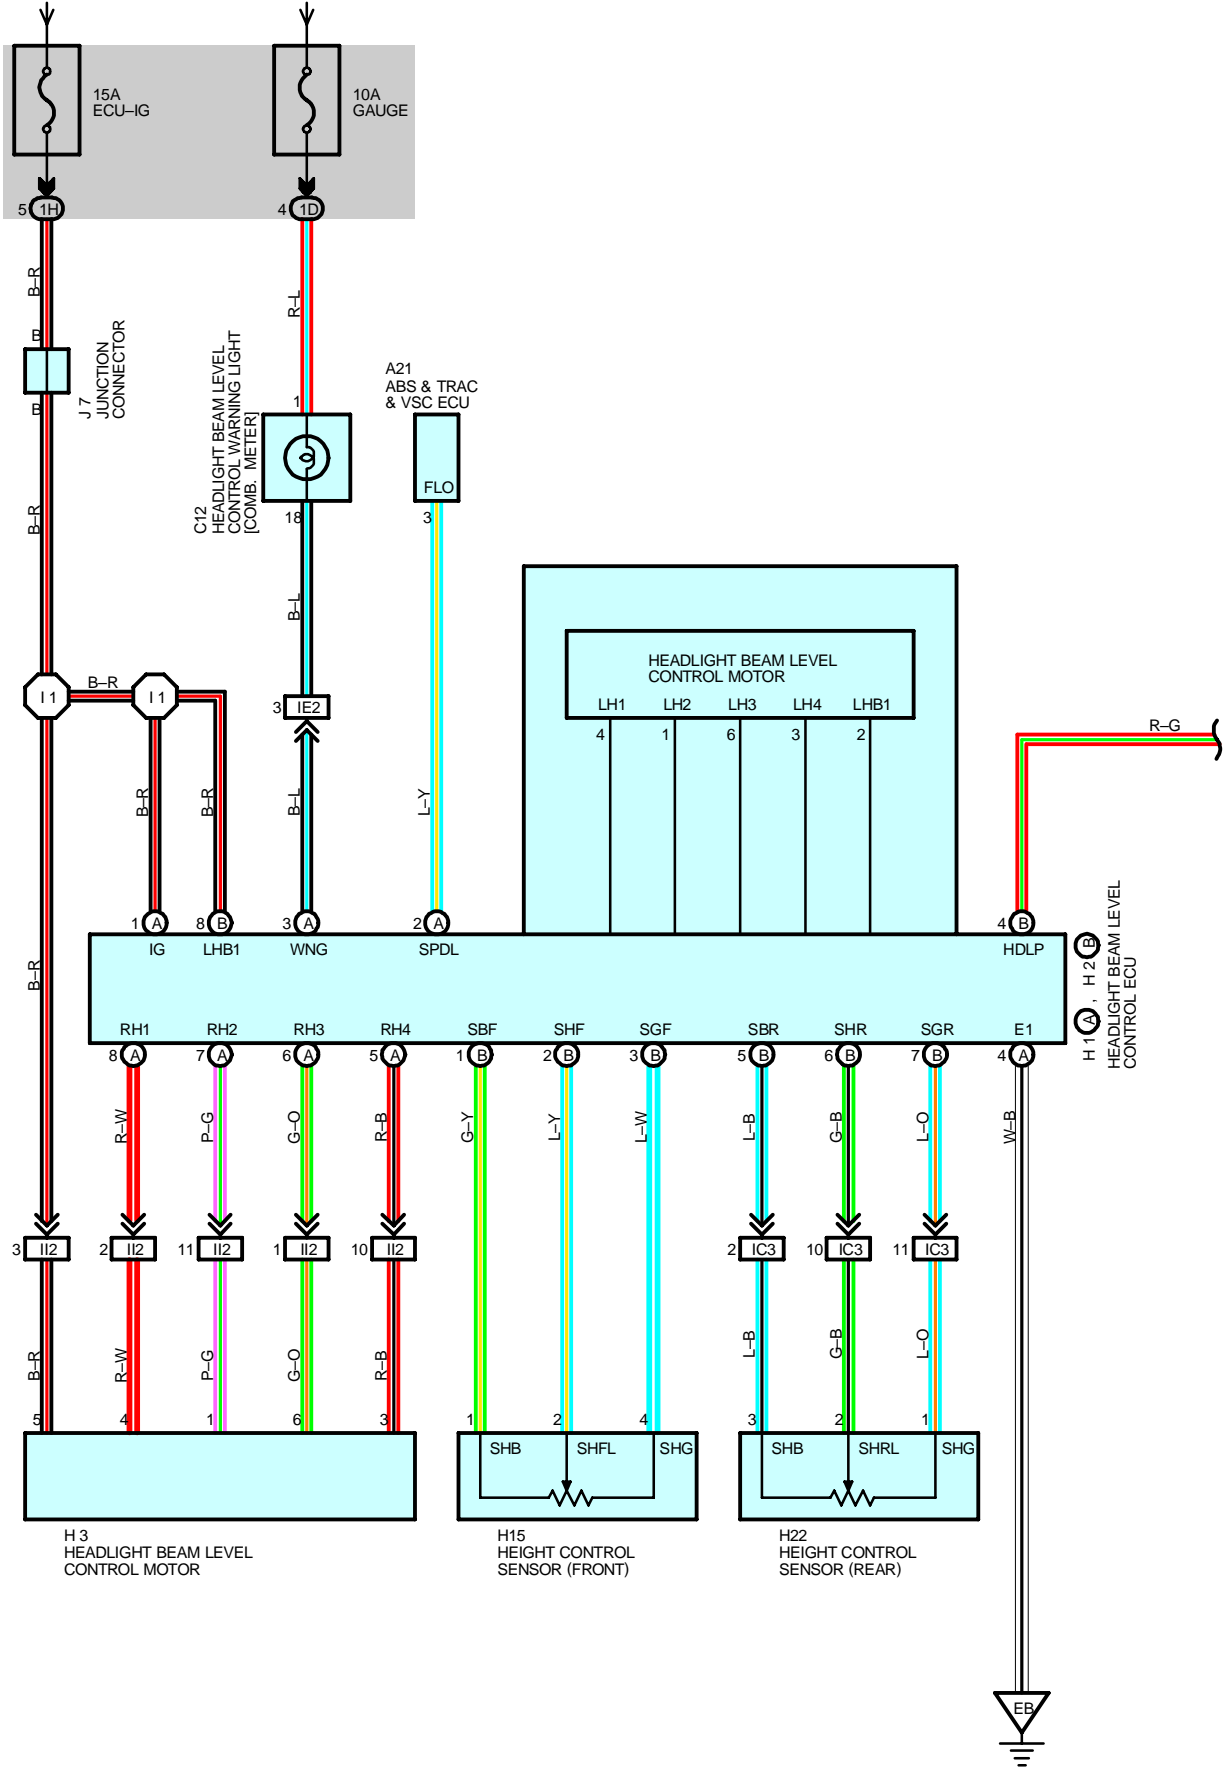 15A
ECU–IG
10A
GAUGE
5 1H
4 1D
B–R
R–L
B
B
J 7
JUNCTION
CONNECTOR
B–R
C12
HEADLIGHT BEAM LEVEL
CONTROL WARNING LIGHT
[COMB. METER]
1
18
A21
ABS & TRAC
& VSC ECU
FLO
3
B–L
I 1
B–R
I 1
3 IE2
HEADLIGHT BEAM LEVEL
CONTROL MOTOR
LH1 LH2 LH3 LH4 LHB1
4 1 6 3 2
R–G
B–R
B–R
B–L
L–Y
1 A
8 B
3 A
2 A
4 B
IG LHB1 WNG SPDL HDLP
B–R
H 1 A , H 2 B
HEADLIGHT BEAM LEVEL
CONTROL ECU
RH1 RH2 RH3 RH4 SBF SHF SGF SBR SHR SGR E1
8 A
7 A
6 A
5 A
1 B
2 B
3 B
5 B
6 B
7 B
4 A
R–W
P–G
G–O
R–B
G–Y
L–Y
L–W
L–B
G–B
L–O
W–B
3 II2
2 II2
11 II2
1 II2
10 II2
2 IC3
10 IC3
11 IC3
B–R
R–W
P–G
G–O
R–B
L–B
G–B
L–O
5 4 1 6 3 1 2 4 3 2 1
SHB SHFL SHG
SHB SHRL SHG
H 3
HEADLIGHT BEAM LEVEL
CONTROL MOTOR
H15
HEIGHT CONTROL
SENSOR (FRONT)
H22
HEIGHT CONTROL
SENSOR (REAR)
EB